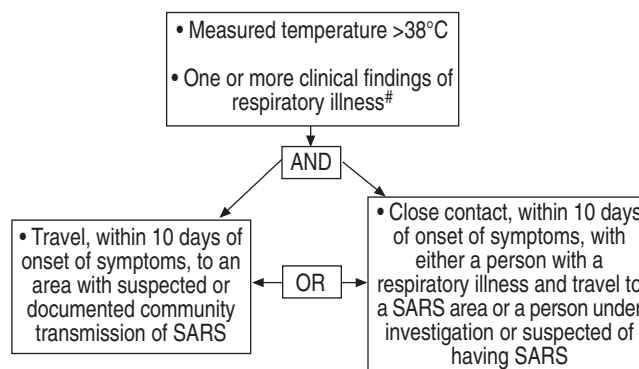 • Measured temperature >38°C
• One or more clinical findings of
respiratory illness#
AND
• Travel, within 10 days of
onset of symptoms, to an
area with suspected or
documented community
transmission of SARS
OR
• Close contact, within 10 days
of onset of symptoms, with
either a person with a
respiratory illness and travel to
a SARS area or a person under
investigation or suspected of
having SARS